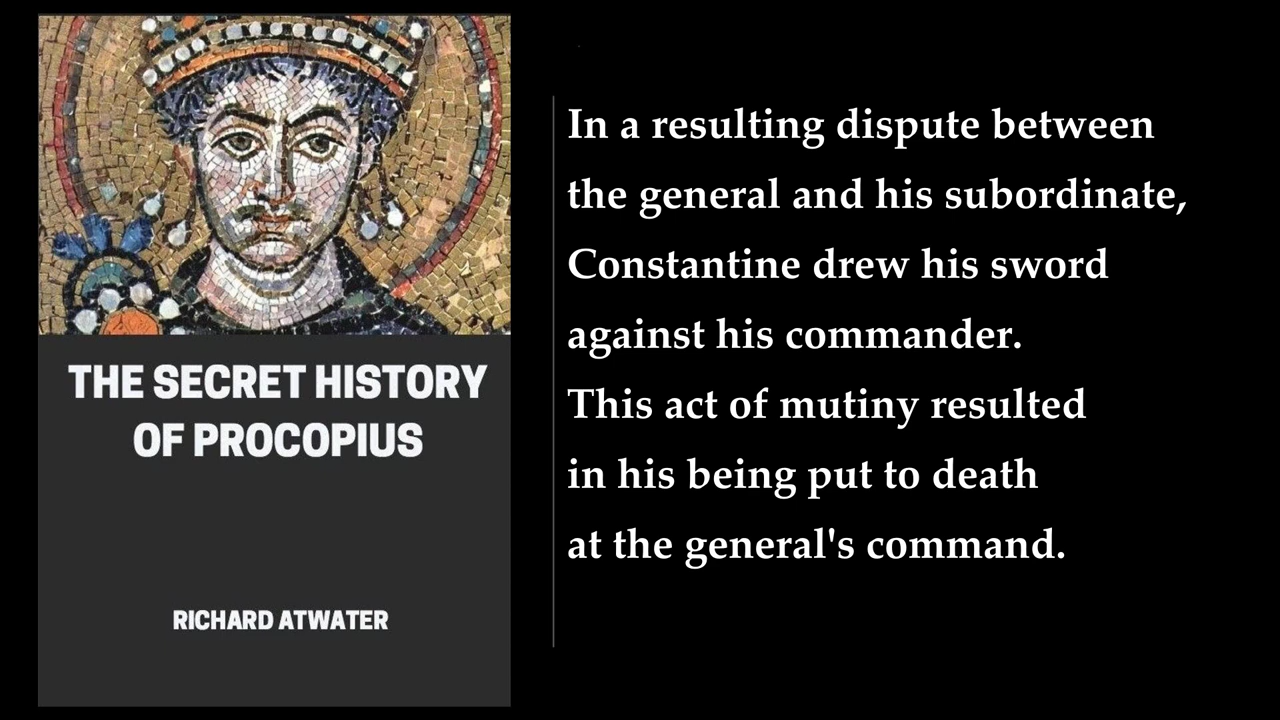 THE SECRET HISTORY
OF PROCOPIUS
RICHARD ATWATER
In a resulting dispute between
the general and his subordinate,
Constantine drew his sword
against his commander.
This act of mutiny resulted
in his being put to death
at the general's command.